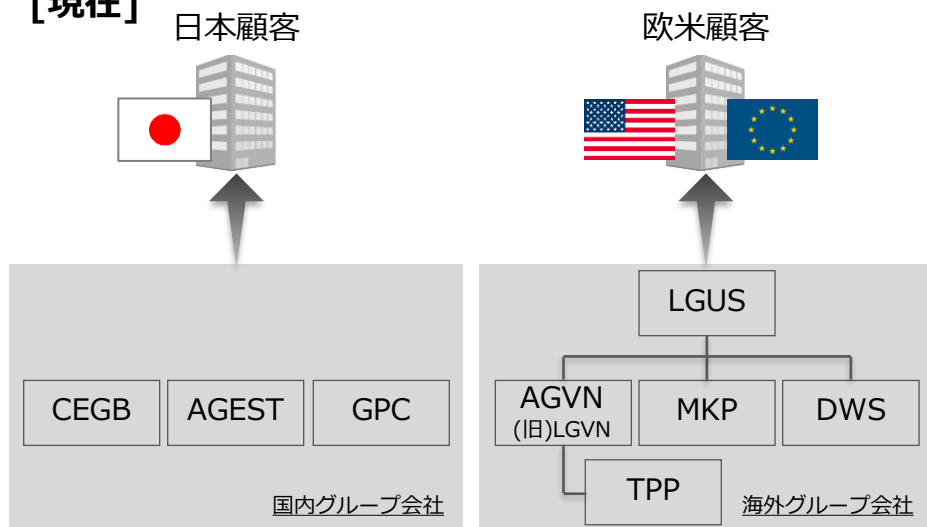 [現在]
日本顧客
欧米顧客
LGUS
CEGB
AGEST
GPC
AGVN
(旧)LGVN
MKP
DWS
TPP
国内グループ会社
海外グループ会社